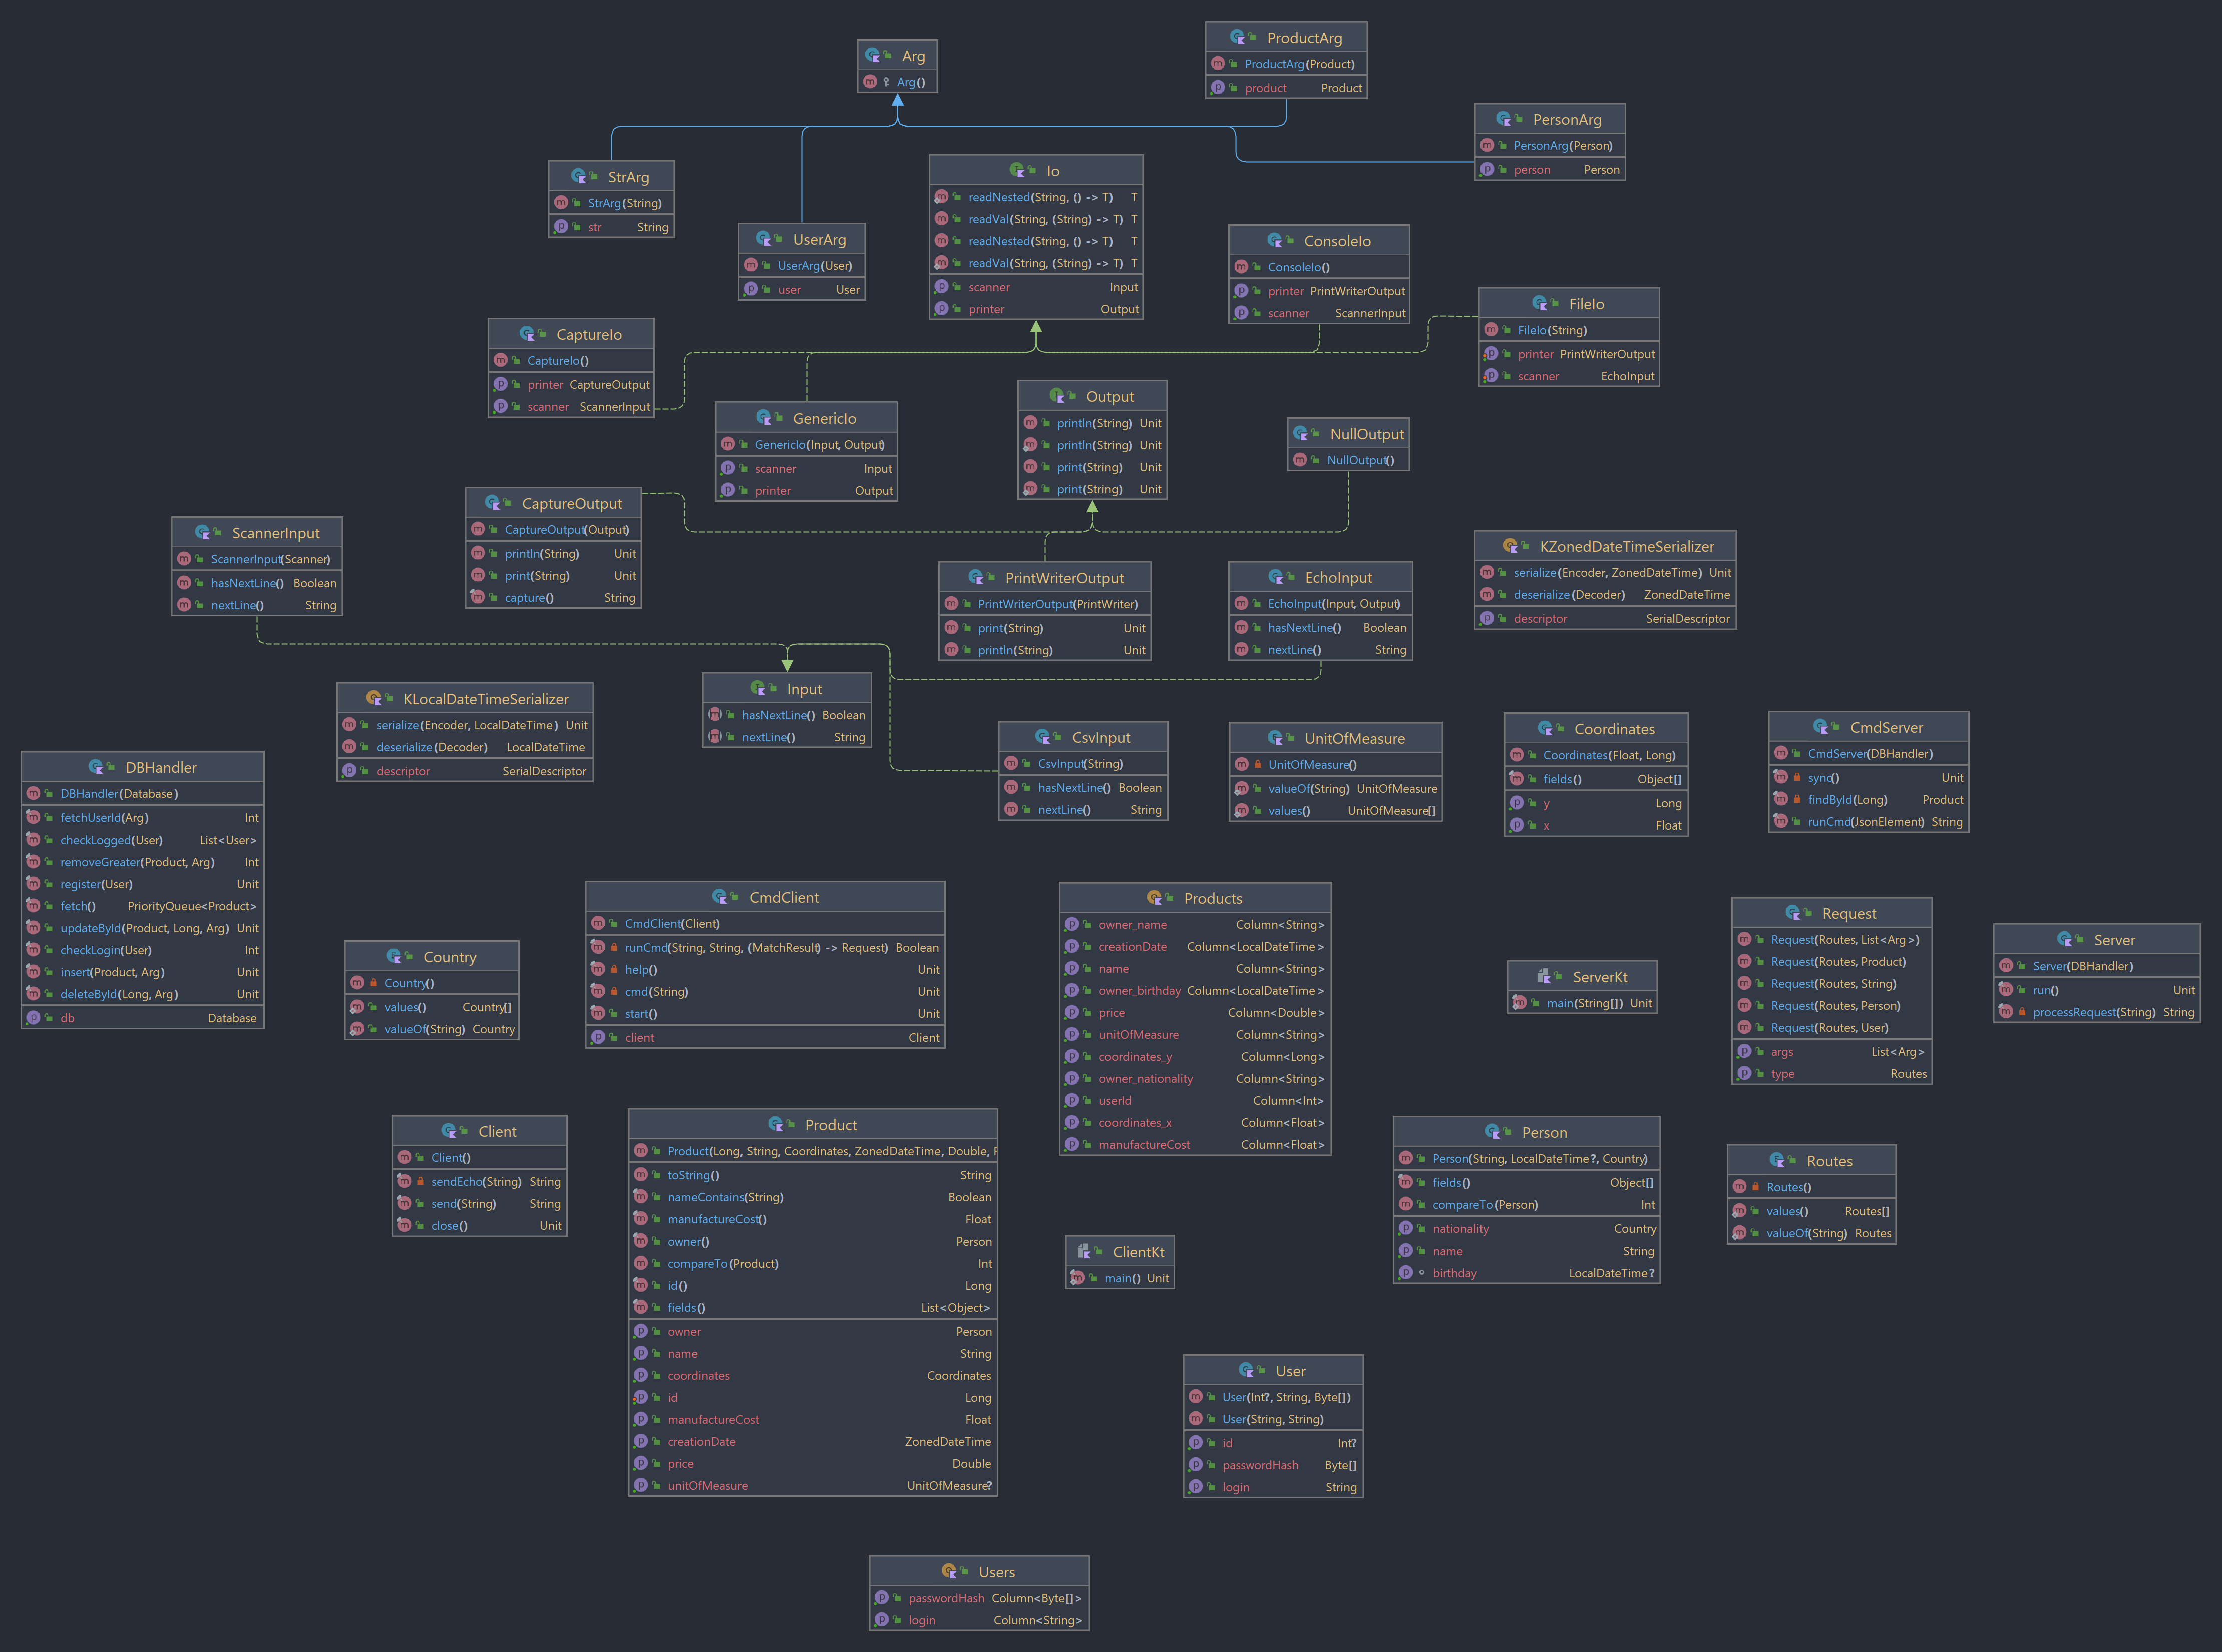 Arg
Arg()
ProductArg
ProductArg(Product)
product Product
PersonArg
PersonArg(Person)
person Person
StrArg
StrArg(String)
str String
UserArg
UserArg(User)
user User
Io
readNested(String, () -> T) T
readVal(String, (String) -> T) T
readNested(String, () -> T) T
readVal(String, (String) -> T) T
scanner Input
printer Output
ConsoleIo
ConsoleIo()
printer PrintWriterOutput
scanner ScannerInput
FileIo
FileIo(String)
printer PrintWriterOutput
scanner EchoInput
CaptureIo
CaptureIo()
printer CaptureOutput
scanner ScannerInput
GenericIo
GenericIo(Input, Output)
scanner Input
printer Output
Output
println(String) Unit
println(String) Unit
print(String) Unit
print(String) Unit
NullOutput
NullOutput()
CaptureOutput
CaptureOutput(Output)
println(String) Unit
print(String) Unit
capture() String
ScannerInput
ScannerInput(Scanner)
hasNextLine() Boolean
nextLine() String
PrintWriterOutput
PrintWriterOutput(PrintWriter)
print(String) Unit
println(String) Unit
EchoInput
EchoInput(Input, Output)
hasNextLine() Boolean
nextLine() String
KZonedDateTimeSerializer
serialize(Encoder, ZonedDateTime) Unit
deserialize(Decoder) ZonedDateTime
descriptor SerialDescriptor
KLocalDateTimeSerializer
serialize(Encoder, LocalDateTime) Unit
deserialize(Decoder) LocalDateTime
descriptor SerialDescriptor
Input
hasNextLine() Boolean
nextLine() String
CsvInput
CsvInput(String)
hasNextLine() Boolean
nextLine() String
UnitOfMeasure
UnitOfMeasure()
valueOf(String) UnitOfMeasure
values() UnitOfMeasure[]
Coordinates
Coordinates(Float, Long)
fields() Object[]
y Long
x Float
CmdServer
CmdServer(DBHandler)
sync() Unit
findById(Long) Product
runCmd(JsonElement) String
DBHandler
DBHandler(Database)
fetchUserId(Arg) Int
checkLogged(User) List<User>
removeGreater(Product, Arg) Int
register(User) Unit
fetch() PriorityQueue<Product>
updateById(Product, Long, Arg) Unit
checkLogin(User) Int
insert(Product, Arg) Unit
deleteById(Long, Arg) Unit
db Database
Country
Country()
values() Country[]
valueOf(String) Country
CmdClient
CmdClient(Client)
runCmd(String, String, (MatchResult) -> Request) Boolean
help() Unit
cmd(String) Unit
start() Unit
client Client
Products
owner_name Column<String>
creationDate Column<LocalDateTime>
name Column<String>
owner_birthday Column<LocalDateTime>
price Column<Double>
unitOfMeasure Column<String>
coordinates_y Column<Long>
owner_nationality Column<String>
userId Column<Int>
coordinates_x Column<Float>
manufactureCost Column<Float>
ServerKt
main(String[]) Unit
Request
Request(Routes, List<Arg>)
Request(Routes, Product)
Request(Routes, String)
Request(Routes, Person)
Request(Routes, User)
args List<Arg>
type Routes
Server
Server(DBHandler)
run() Unit
processRequest(String) String
Client
Client()
sendEcho(String) String
send(String) String
close() Unit
Product
Product(Long, String, Coordinates, ZonedDateTime, Double,
toString() String
nameContains(String) Boolean
manufactureCost() Float
owner() Person
compareTo(Product) Int
id() Long
fields() List<Object>
owner Person
name String
coordinates Coordinates
id Long
manufactureCost Float
creationDate ZonedDateTime
price Double
unitOfMeasure UnitOfMeasure?
ClientKt
main() Unit
Person
Person(String, LocalDateTime?, Country)
fields() Object[]
compareTo(Person) Int
nationality Country
name String
birthday LocalDateTime?
Routes
Routes()
values() Routes[]
valueOf(String) Routes
User
User(Int?, String, Byte[])
User(String, String)
id Int?
passwordHash Byte[]
login String
Users
passwordHash Column<Byte[]>
login Column<String>